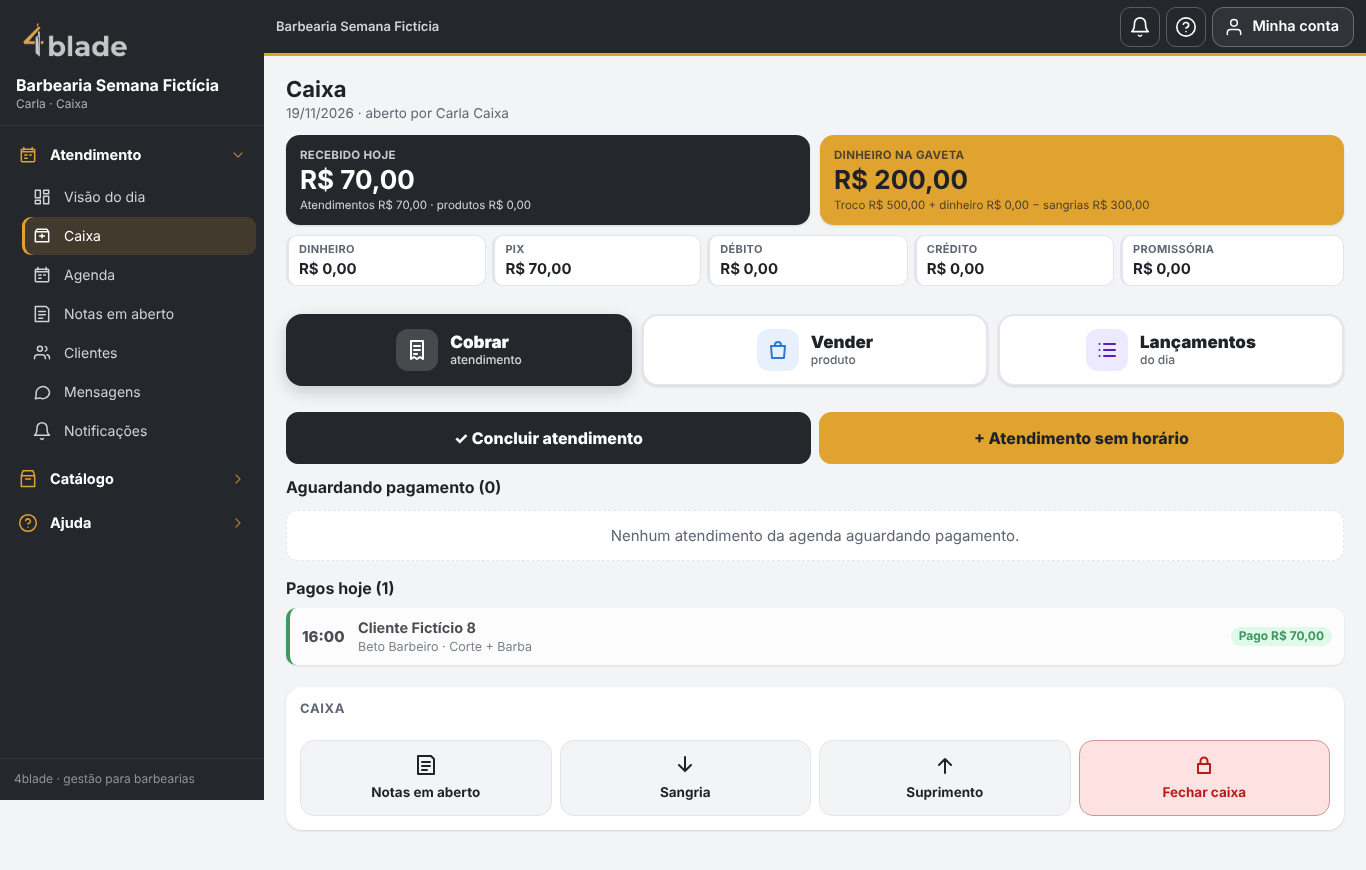 4blade
Barbearia Semana Fictícia
Carla · Caixa
Atendimento
Visão do dia
Caixa
Agenda
Notas em aberto
Clientes
Mensagens
Notificações
Catálogo
Ajuda
4blade · gestão para barbearias
Barbearia Semana Fictícia
Minha conta
Caixa
19/11/2026 · aberto por Carla Caixa
RECEBIDO HOJE
R$ 70,00
Atendimentos R$ 70,00 · produtos R$ 0,00
DINHEIRO NA GAVETA
R$ 200,00
Troco R$ 500,00 + dinheiro R$ 0,00 − sangrias R$ 300,00
DINHEIRO
R$ 0,00
PIX
R$ 70,00
DÉBITO
R$ 0,00
CRÉDITO
R$ 0,00
PROMISSÓRIA
R$ 0,00
Cobrar
atendimento
Vender
produto
Lançamentos
do dia
✓ Concluir atendimento
+ Atendimento sem horário
Aguardando pagamento (0)
Nenhum atendimento da agenda aguardando pagamento.
Pagos hoje (1)
16:00
Cliente Fictício 8
Beto Barbeiro · Corte + Barba
Pago R$ 70,00
CAIXA
Notas em aberto
Sangria
Suprimento
Fechar caixa